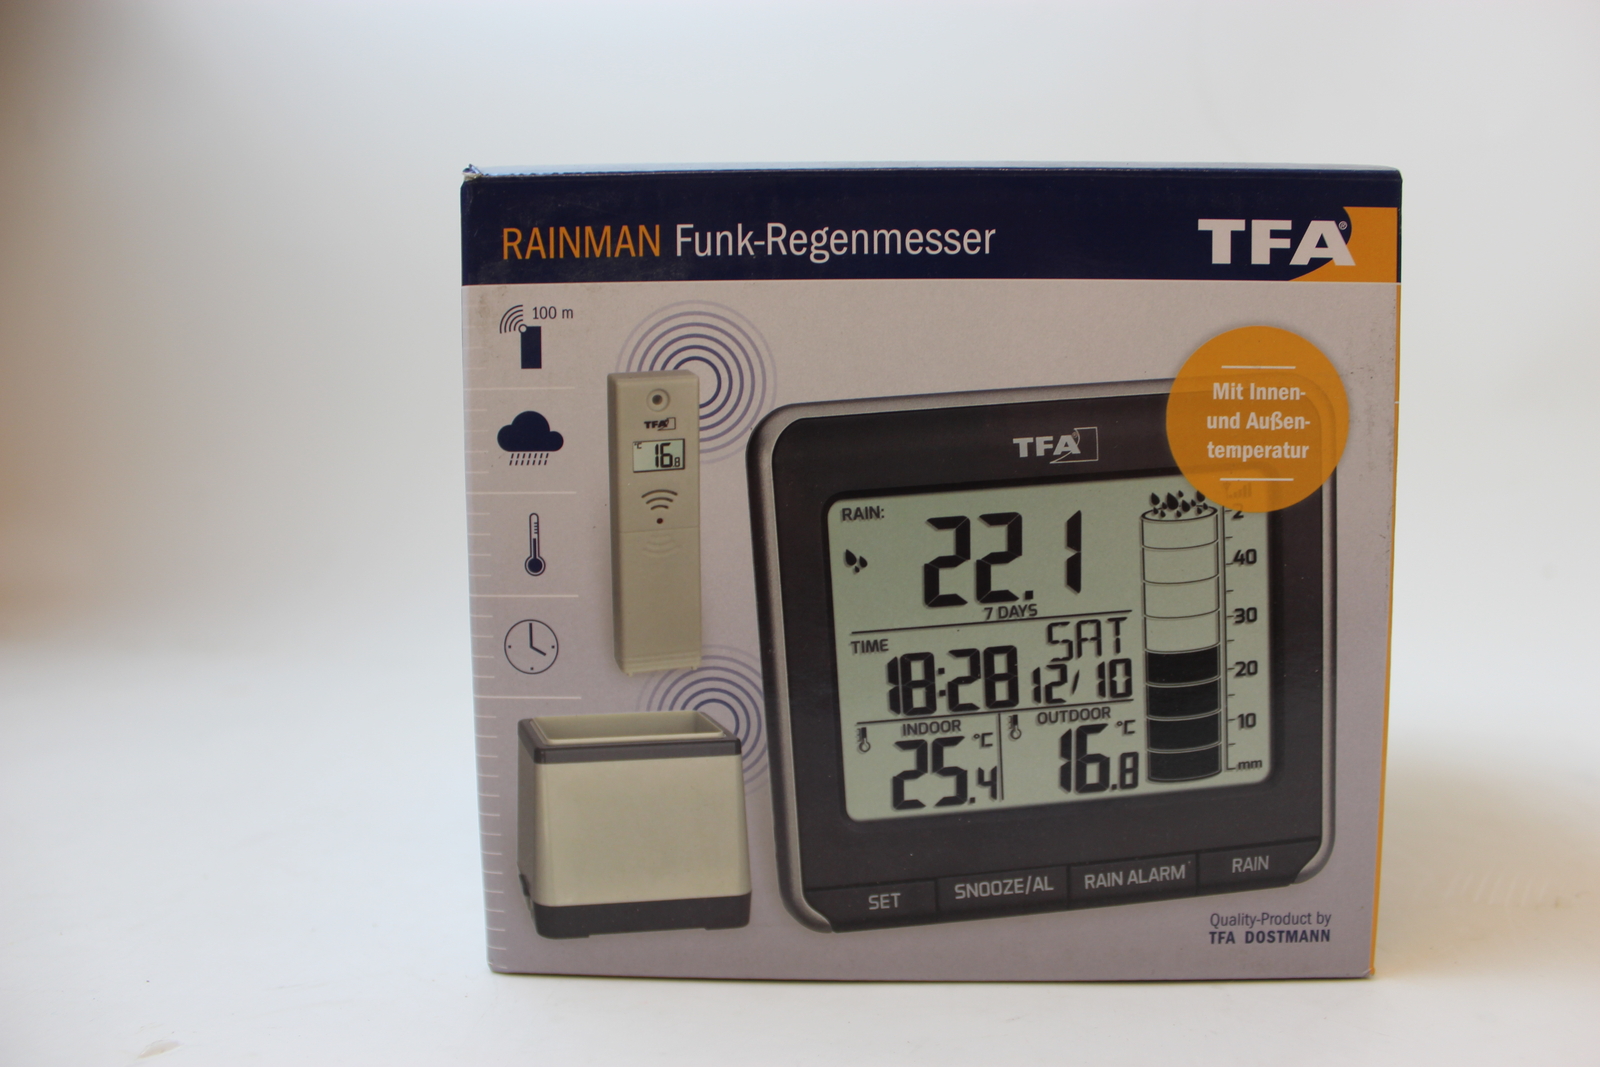 RAINMAN Funk-Regenmesser
TFA®
100 m
Mit Innen-
und Außen-
temperatur
TFA
°C 16.8
TFA
RAIN:
22.1
7 DAYS
2
40
30
20
10
mm
TIME
SAT
18:28 12/10
INDOOR
25.4 °C
OUTDOOR
16.8 °C
SET
SNOOZE/AL
RAIN ALARM
RAIN
Quality-Product by
TFA DOSTMANN